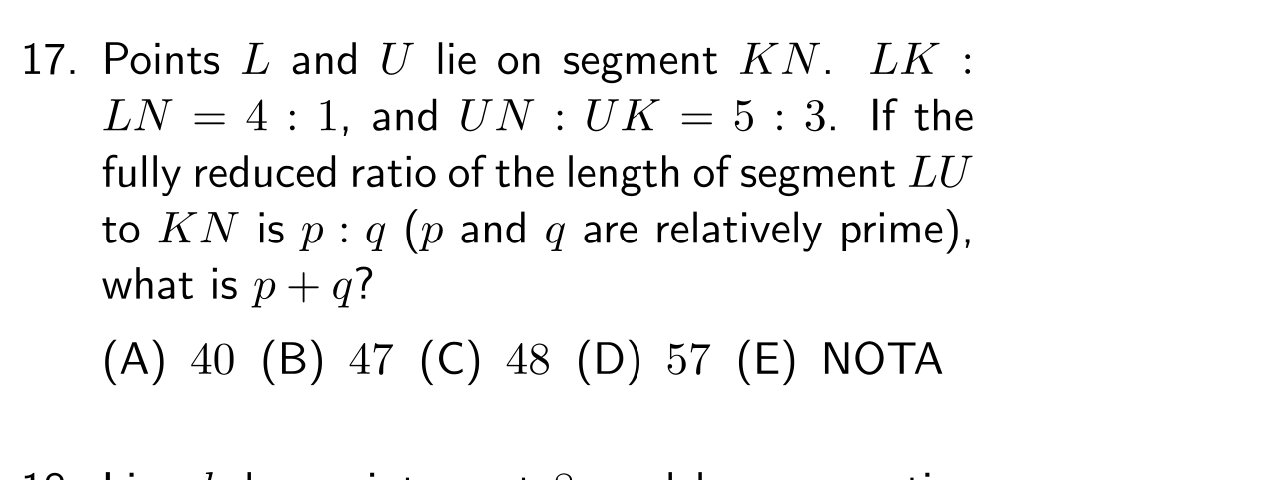 17. Points L and U lie on segment KN. LK :
LN = 4 : 1, and UN : UK = 5 : 3. If the
fully reduced ratio of the length of segment LU
to KN is p : q (p and q are relatively prime),
what is p + q?
(A) 40 (B) 47 (C) 48 (D) 57 (E) NOTA